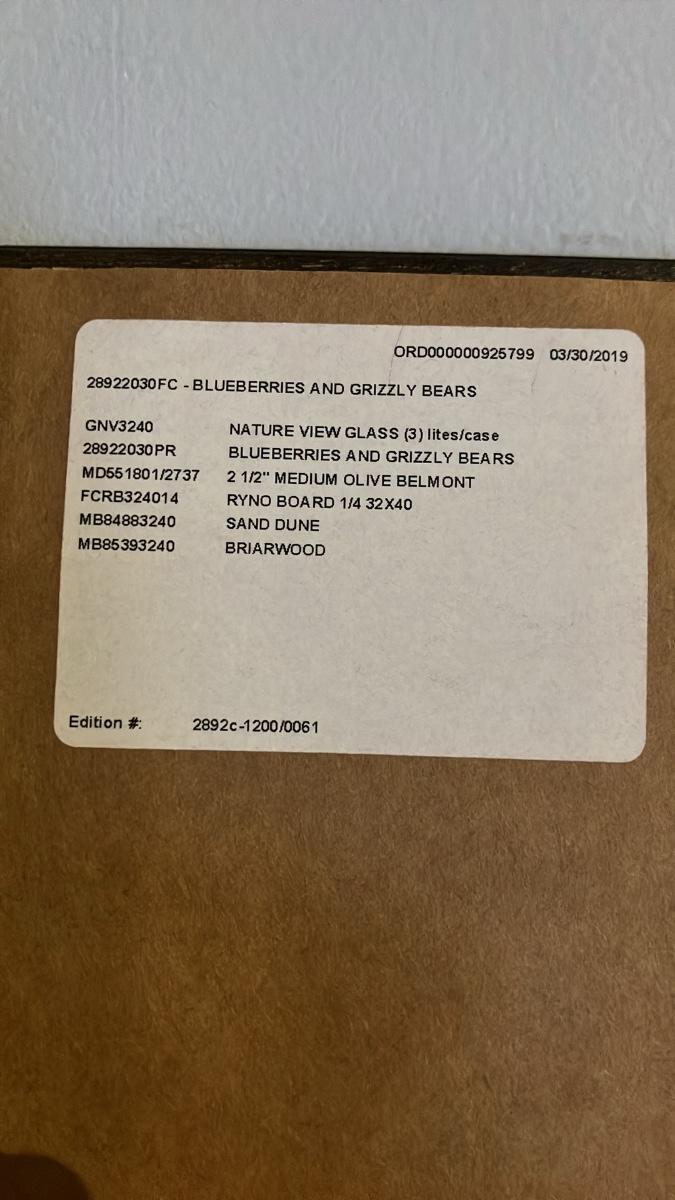 ORD000000925799 03/30/2019
28922030FC - BLUEBERRIES AND GRIZZLY BEARS
GNV3240 NATURE VIEW GLASS (3) lites/case
28922030PR BLUEBERRIES AND GRIZZLY BEARS
MD551801/2737 2 1/2" MEDIUM OLIVE BELMONT
FCRB324014 RYNO BOARD 1/4 32X40
MB84883240 SAND DUNE
MB85393240 BRIARWOOD
Edition #: 2892c-1200/0061